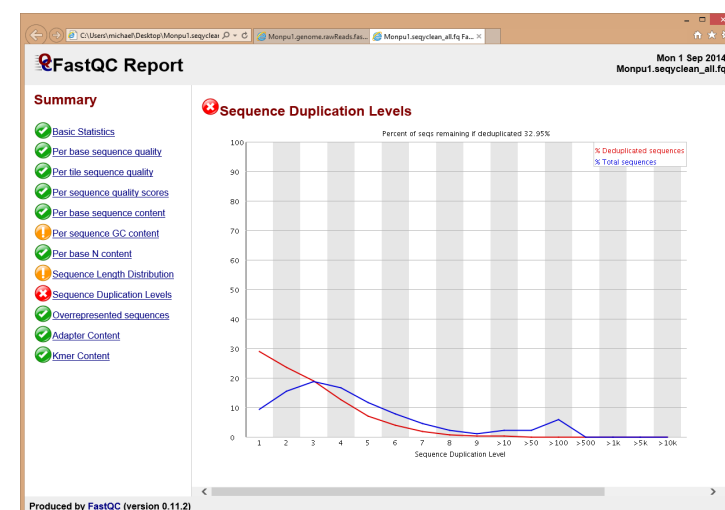 C:\Users\michael\Desktop\Monpu1.seqyclear
Monpu1.genome.rawReads.fas...
Monpu1.seqyclean_all.fq Fa...
FastQC Report
Mon 1 Sep 2014
Monpu1.seqyclean_all.fq
Summary
Basic Statistics
Per base sequence quality
Per tile sequence quality
Per sequence quality scores
Per base sequence content
Per sequence GC content
Per base N content
Sequence Length Distribution
Sequence Duplication Levels
Overrepresented sequences
Adapter Content
Kmer Content
Sequence Duplication Levels
Percent of seqs remaining if deduplicated 32.95%
% Deduplicated sequences
% Total sequences
100
90
80
70
60
50
40
30
20
10
0
1 2 3 4 5 6 7 8 9 >10 >50 >100 >500 >1k >5k >10k
Sequence Duplication Level
Produced by FastQC (version 0.11.2)